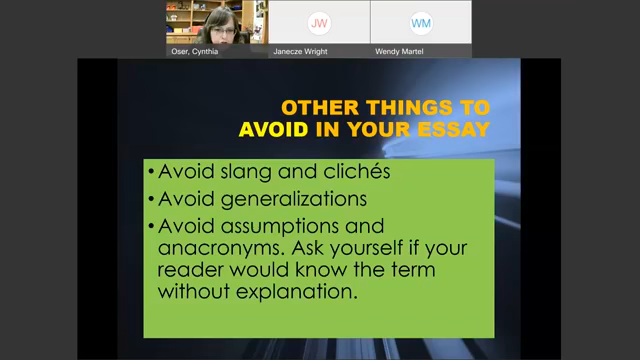 JW
WM
Oser, Cynthia
Janecze Wright
Wendy Martel
OTHER THINGS TO
AVOID IN YOUR ESSAY
•Avoid slang and clichés
•Avoid generalizations
•Avoid assumptions and
anacronyms. Ask yourself if your
reader would know the term
without explanation.